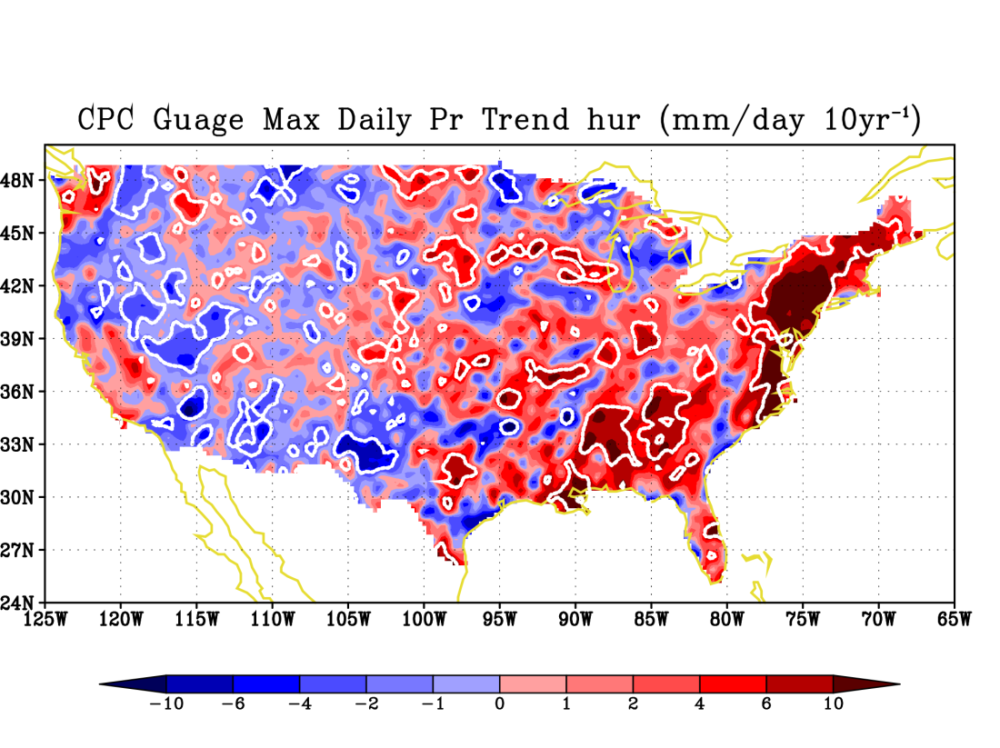 CPC Guage Max Daily Pr Trend hur (mm/day 10yr⁻¹)
48N
45N
42N
39N
36N
33N
30N
27N
24N
125W 120W 115W 110W 105W 100W 95W 90W 85W 80W 75W 70W 65W
−10 −6 −4 −2 −1 0 1 2 4 6 10